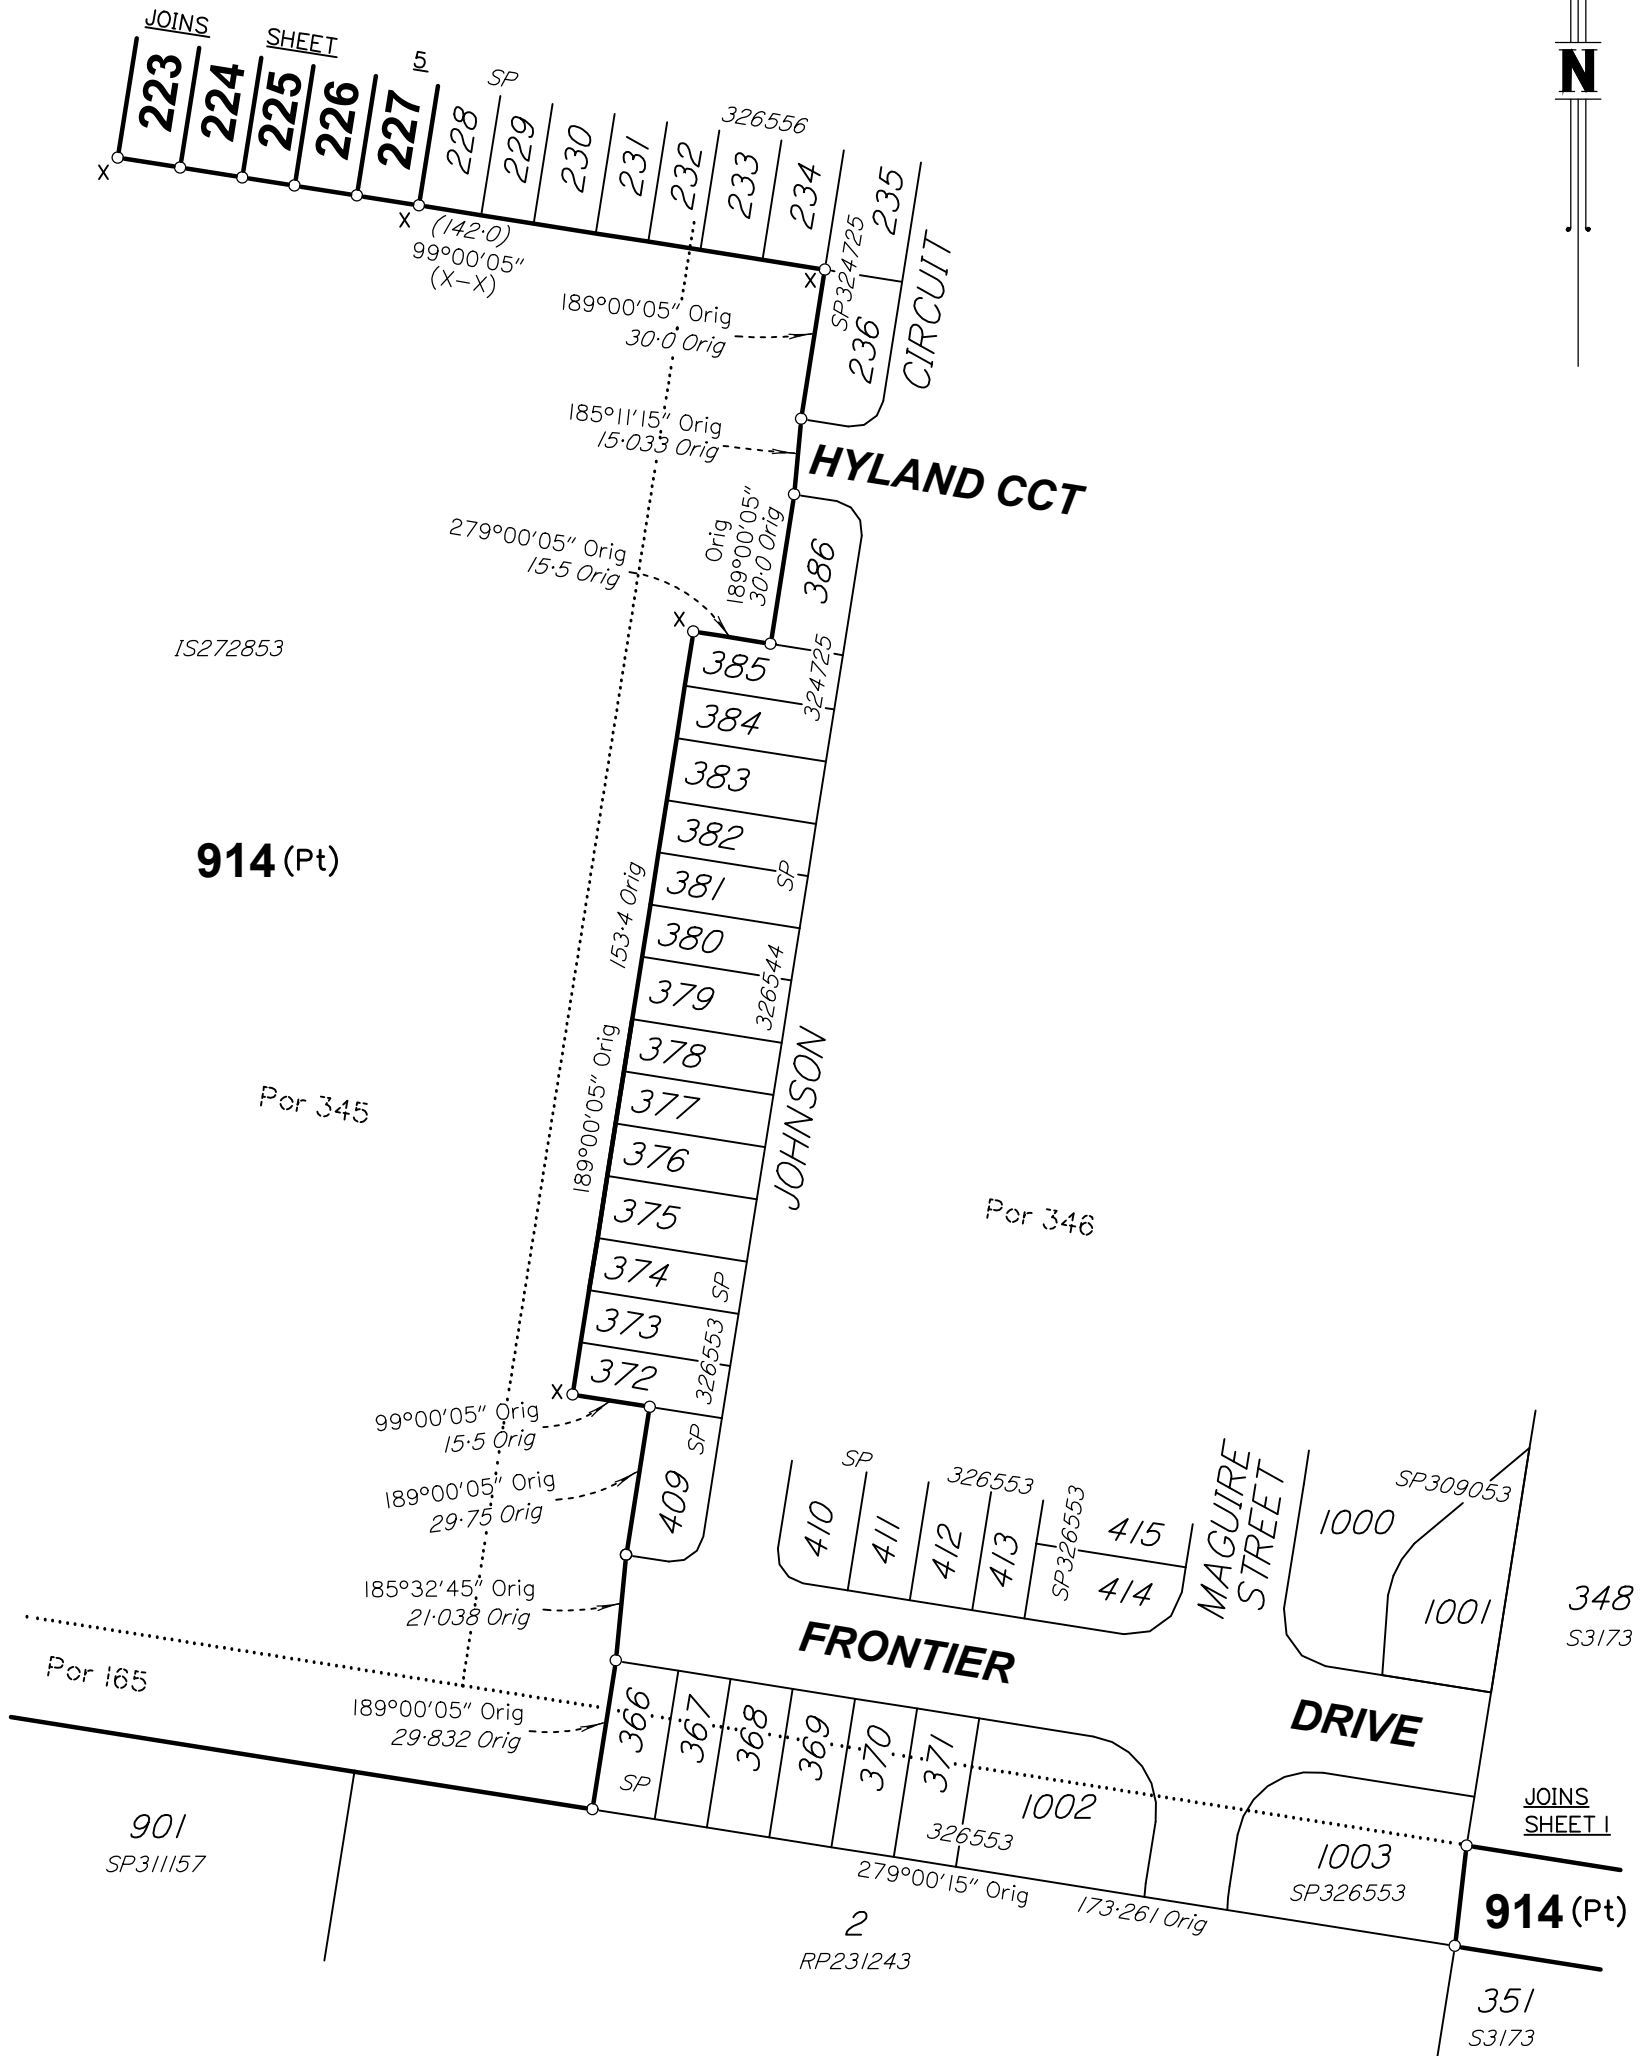 JOINS SHEET 5
N
223
224
225
226
227
228
229
230
231
232
233
234
235
SP 326556
X
X
(142·0)
99°00'05"
(X–X)
X
SP324725
236
CIRCUIT
189°00'05" Orig
30·0 Orig
185°11'15" Orig
15·033 Orig
HYLAND CCT
189°00'05" Orig
30·0 Orig
279°00'05" Orig
15·5 Orig
386
X
IS272853
385
324725
384
383
382
SP
381
380
326544
379
378
377
376
375
374
SP
373
326553
372
914 (Pt)
153·4 Orig
189°00'05" Orig
JOHNSON
Por 345
Por 346
X
99°00'05" Orig
15·5 Orig
SP
409
189°00'05" Orig
29·75 Orig
185°32'45" Orig
21·038 Orig
SP 326553
410
411
412
413
SP326553
415
414
MAGUIRE
STREET
SP309053
1000
1001
348
S3173
FRONTIER DRIVE
Por 165
189°00'05" Orig
29·832 Orig
366
367
368
369
370
371
SP 326553
1002
1003
SP326553
JOINS
SHEET 1
914 (Pt)
901
SP311157
279°00'15" Orig
173·261 Orig
2
RP231243
351
S3173